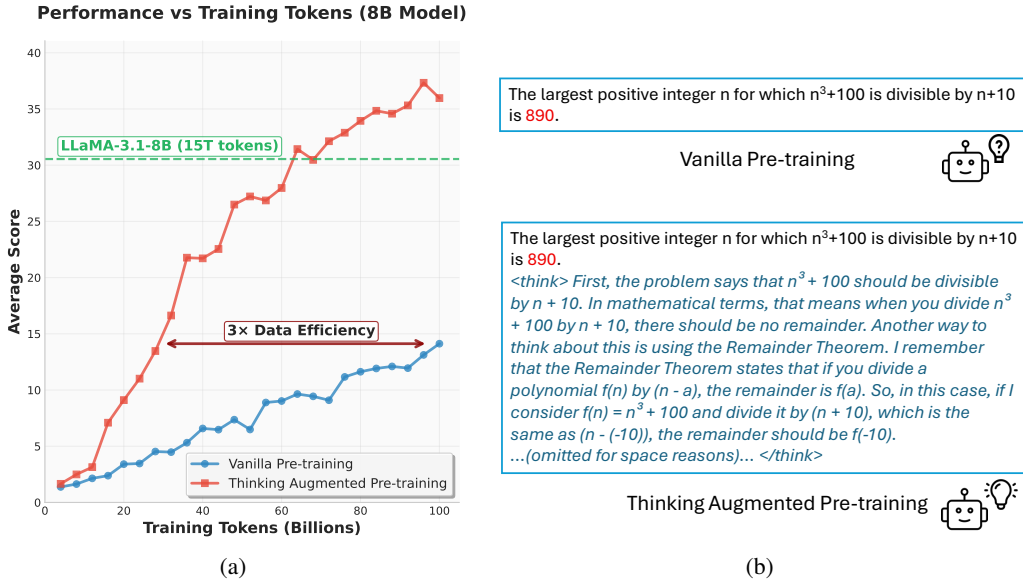 Performance vs Training Tokens (8B Model)
40
35
30
25
20
15
10
5
0
Average Score
LLaMA-3.1-8B (15T tokens)
3× Data Efficiency
Vanilla Pre-training
Thinking Augmented Pre-training
0 20 40 60 80 100
Training Tokens (Billions)
(a)
The largest positive integer n for which n³+100 is divisible by n+10
is 890.
Vanilla Pre-training
The largest positive integer n for which n³+100 is divisible by n+10
is 890.
<think> First, the problem says that n³ + 100 should be divisible
by n + 10. In mathematical terms, that means when you divide n³
+ 100 by n + 10, there should be no remainder. Another way to
think about this is using the Remainder Theorem. I remember
that the Remainder Theorem states that if you divide a
polynomial f(n) by (n - a), the remainder is f(a). So, in this case, if I
consider f(n) = n³ + 100 and divide it by (n + 10), which is the
same as (n - (-10)), the remainder should be f(-10).
...(omitted for space reasons)... </think>
Thinking Augmented Pre-training
(b)